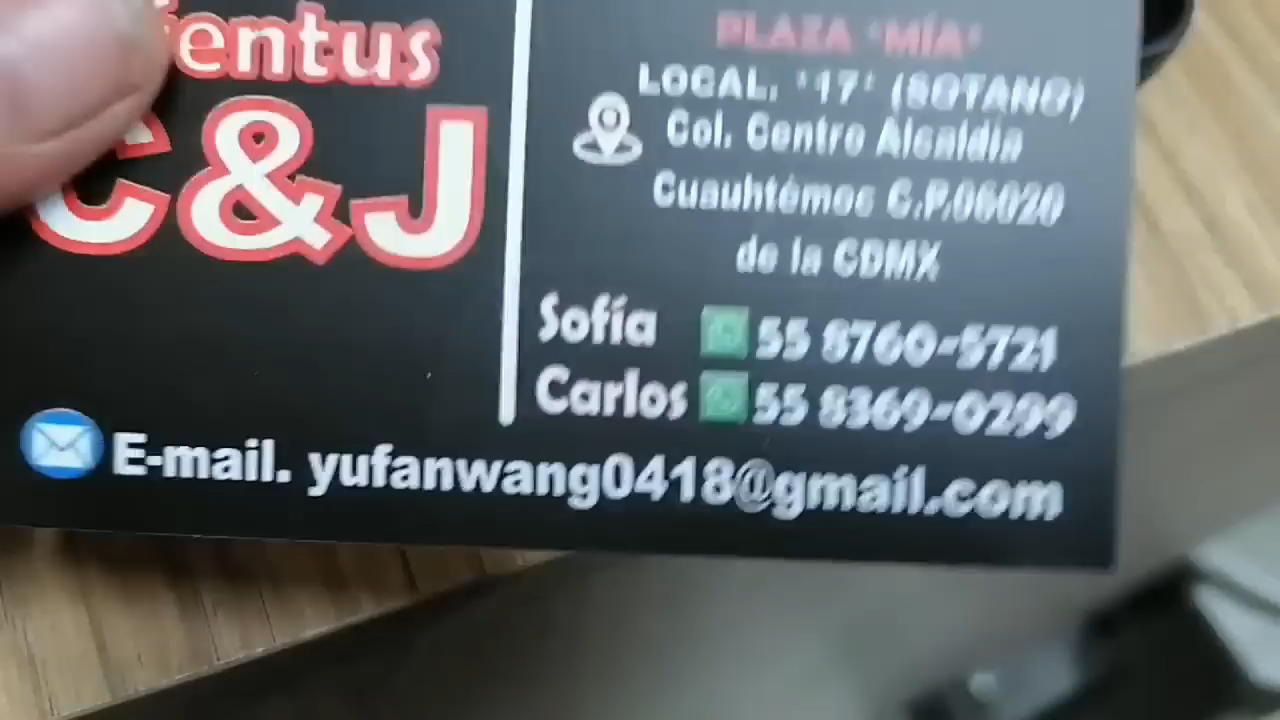 entus
C&J
PLAZA "MÍA"
LOCAL. "17" (SOTANO)
Col. Centro Alcaldía
Cuauhtémoc C.P.06020
de la CDMX
Sofía 55 8760-5721
Carlos 55 8369-0299
E-mail. yufanwang0418@gmail.com